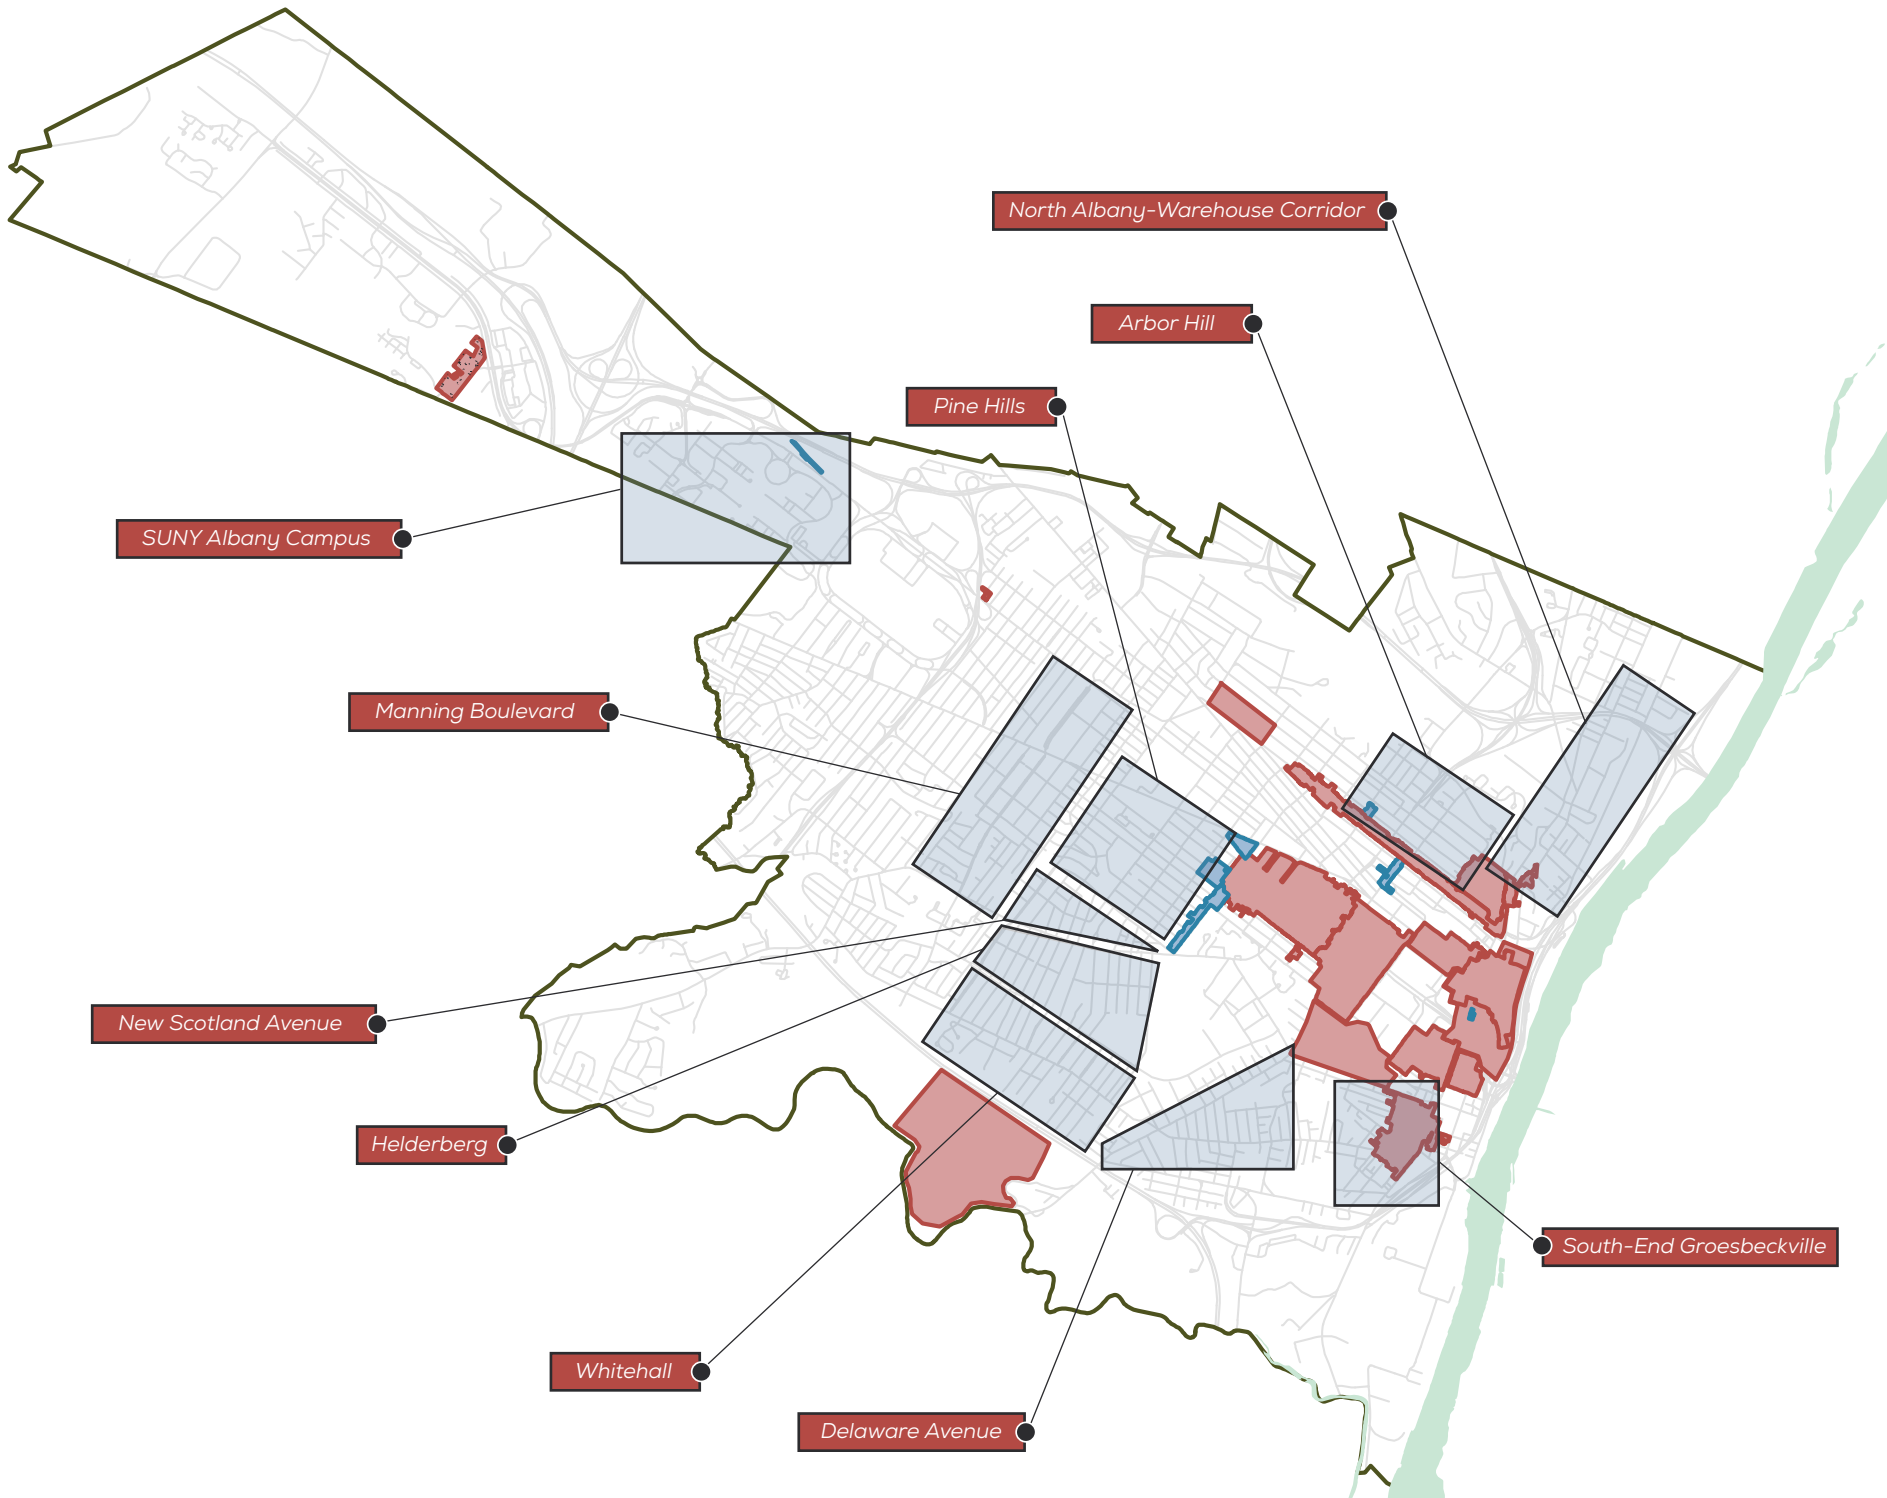 North Albany-Warehouse Corridor
Arbor Hill
Pine Hills
SUNY Albany Campus
Manning Boulevard
New Scotland Avenue
Helderberg
South-End Groesbeckville
Whitehall
Delaware Avenue